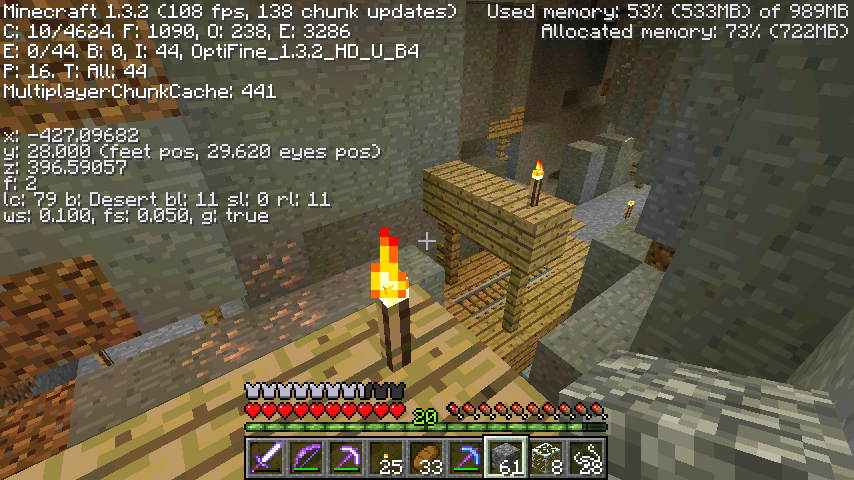 Minecraft 1.3.2 (108 fps, 138 chunk updates)
C: 10/4624. F: 1090, O: 238, E: 3286
E: 0/44. B: 0, I: 44, OptiFine_1.3.2_HD_U_B4
P: 16. T: All: 44
MultiplayerChunkCache: 441
x: -427.09682
y: 28.000 (feet pos, 29.620 eyes pos)
z: 396.59057
f: 2
lc: 79 b: Desert bl: 11 sl: 0 rl: 11
ws: 0.100, fs: 0.050, g: true
Used memory: 53% (533MB) of 989MB
Allocated memory: 73% (722MB)
20
25 33 61 8 28